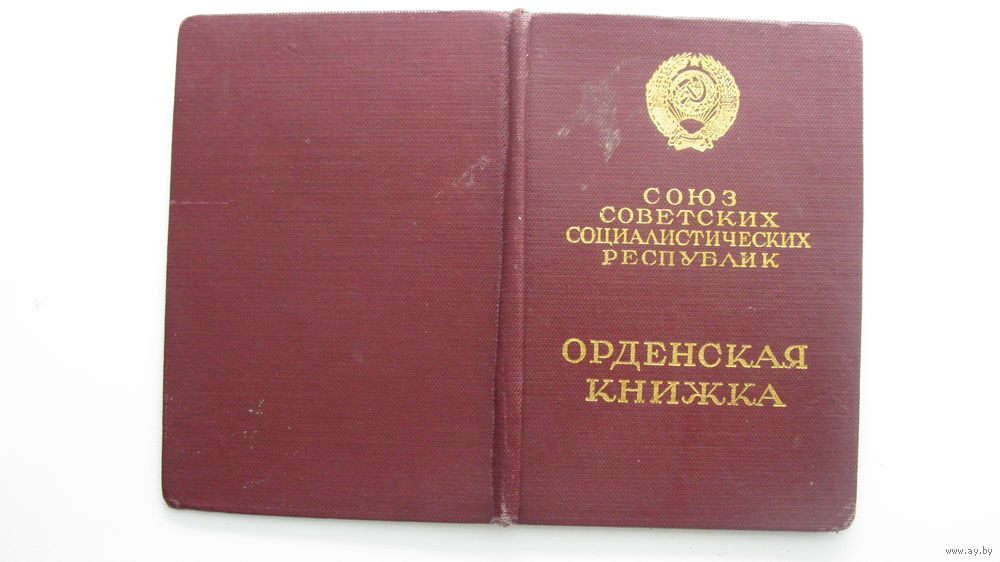 СОЮЗ
СОВЕТСКИХ
СОЦИАЛИСТИЧЕСКИХ
РЕСПУБЛИК
ОРДЕНСКАЯ
КНИЖКА
www.ay.by